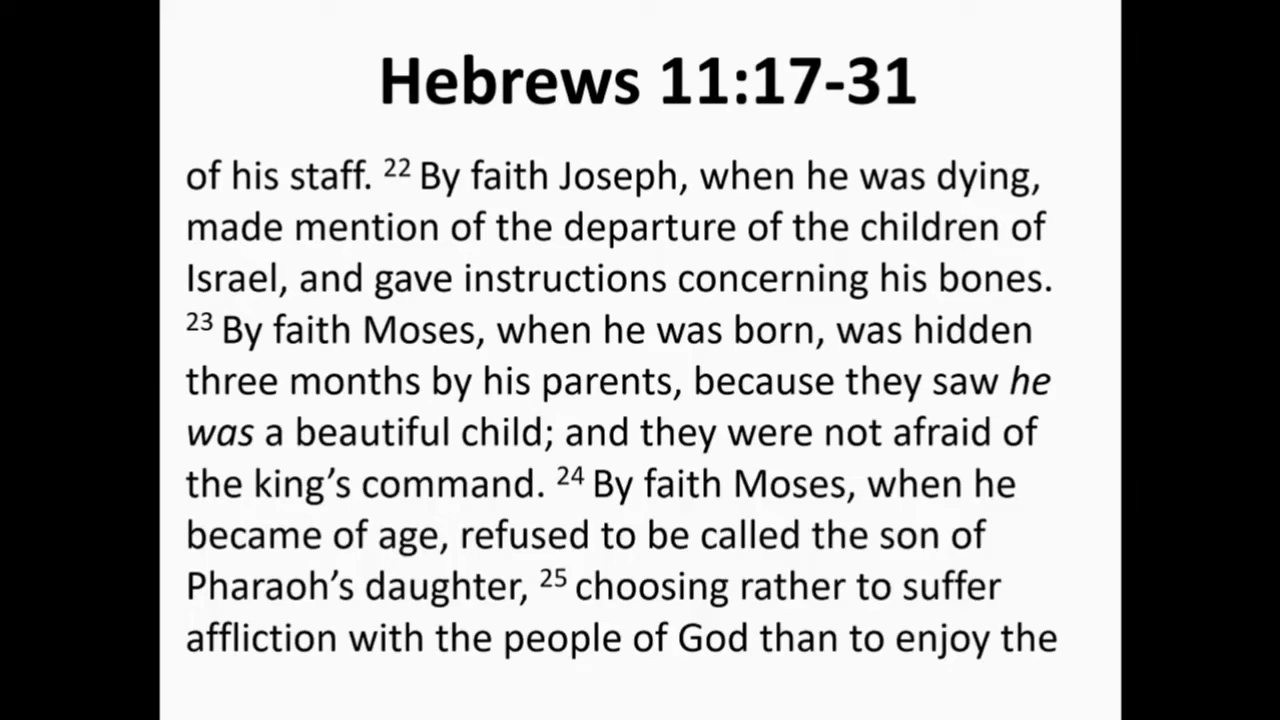 Hebrews 11:17-31
of his staff. 22 By faith Joseph, when he was dying,
made mention of the departure of the children of
Israel, and gave instructions concerning his bones.
23 By faith Moses, when he was born, was hidden
three months by his parents, because they saw he
was a beautiful child; and they were not afraid of
the king’s command. 24 By faith Moses, when he
became of age, refused to be called the son of
Pharaoh’s daughter, 25 choosing rather to suffer
affliction with the people of God than to enjoy the